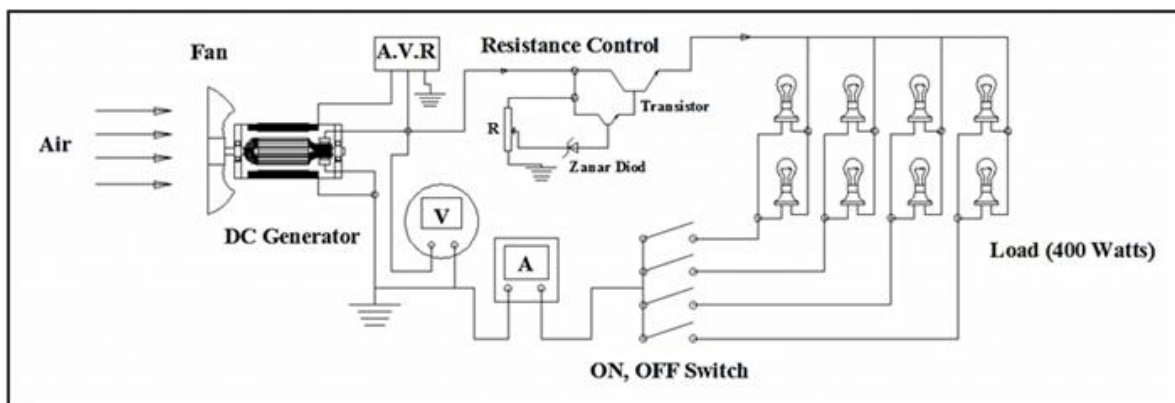 Fan
A.V.R
Resistance Control
Transistor
Air
R
Zanar Diod
V
DC Generator
A
Load (400 Watts)
ON, OFF Switch